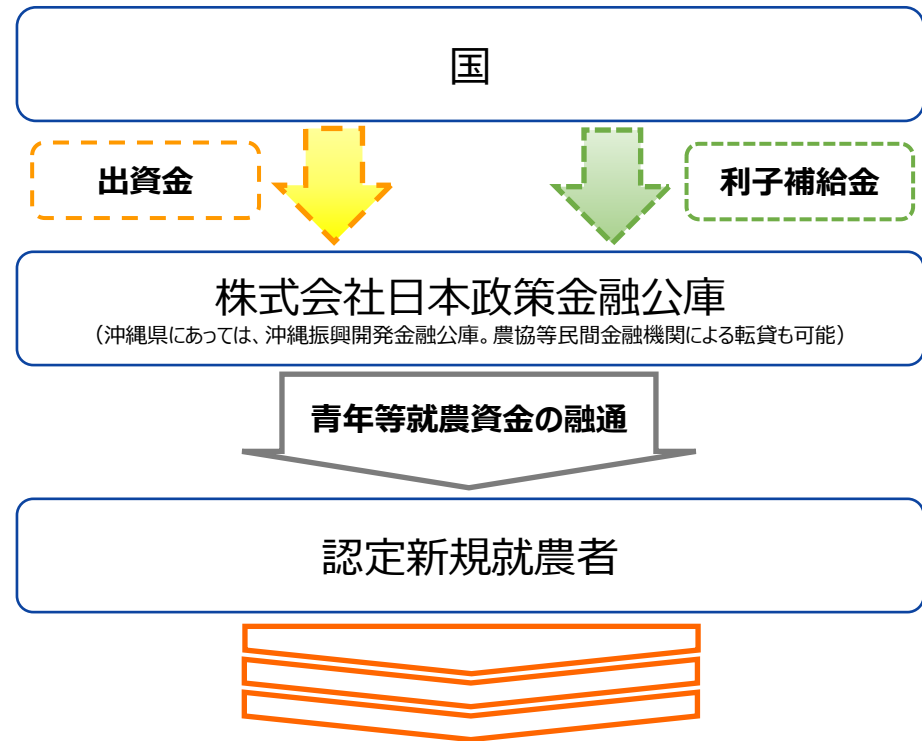 国
出資金
利子補給金
株式会社日本政策金融公庫
（沖縄県にあっては、沖縄振興開発金融公庫。農協等民間金融機関による転貸も可能）
青年等就農資金の融通
認定新規就農者